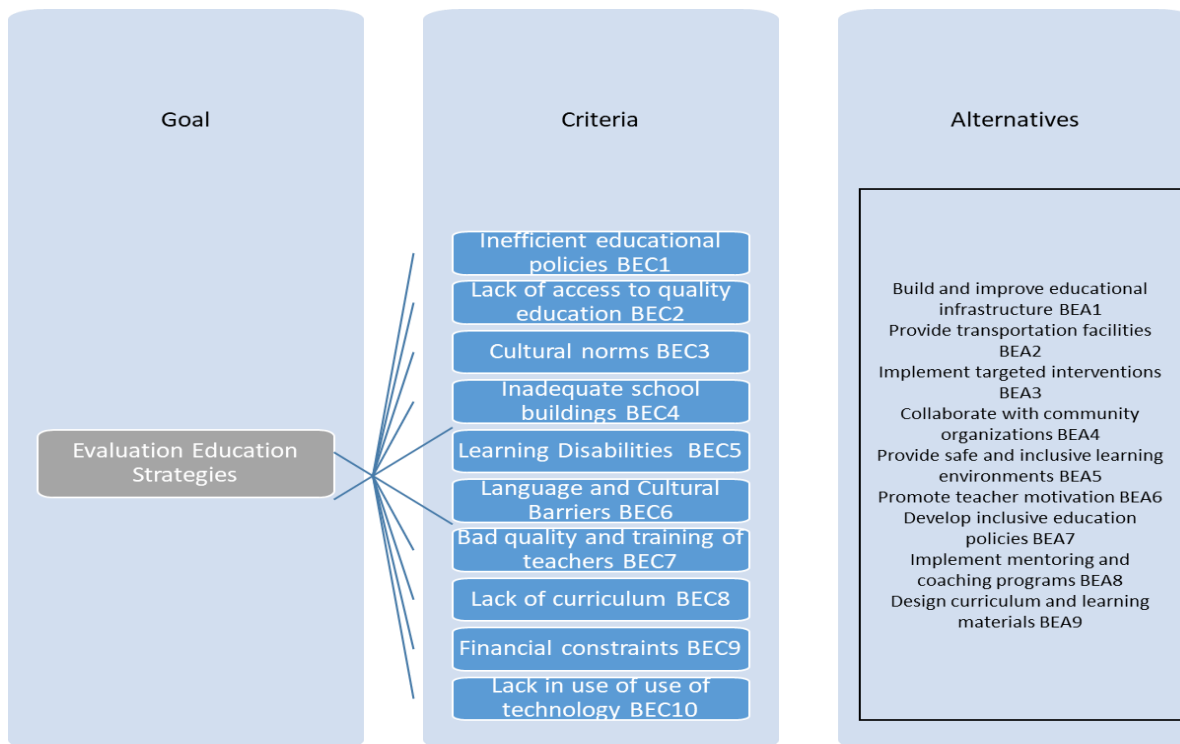 Goal
Criteria
Alternatives
Evaluation Education
Strategies
Inefficient educational
policies BEC1
Lack of access to quality
education BEC2
Cultural norms BEC3
Inadequate school
buildings BEC4
Learning Disabilities  BEC5
Language and Cultural
Barriers BEC6
Bad quality and training of
teachers BEC7
Lack of curriculum BEC8
Financial constraints BEC9
Lack in use of use of
technology BEC10
Build and improve educational
infrastructure BEA1
Provide transportation facilities
BEA2
Implement targeted interventions
BEA3
Collaborate with community
organizations BEA4
Provide safe and inclusive learning
environments BEA5
Promote teacher motivation BEA6
Develop inclusive education
policies BEA7
Implement mentoring and
coaching programs BEA8
Design curriculum and learning
materials BEA9